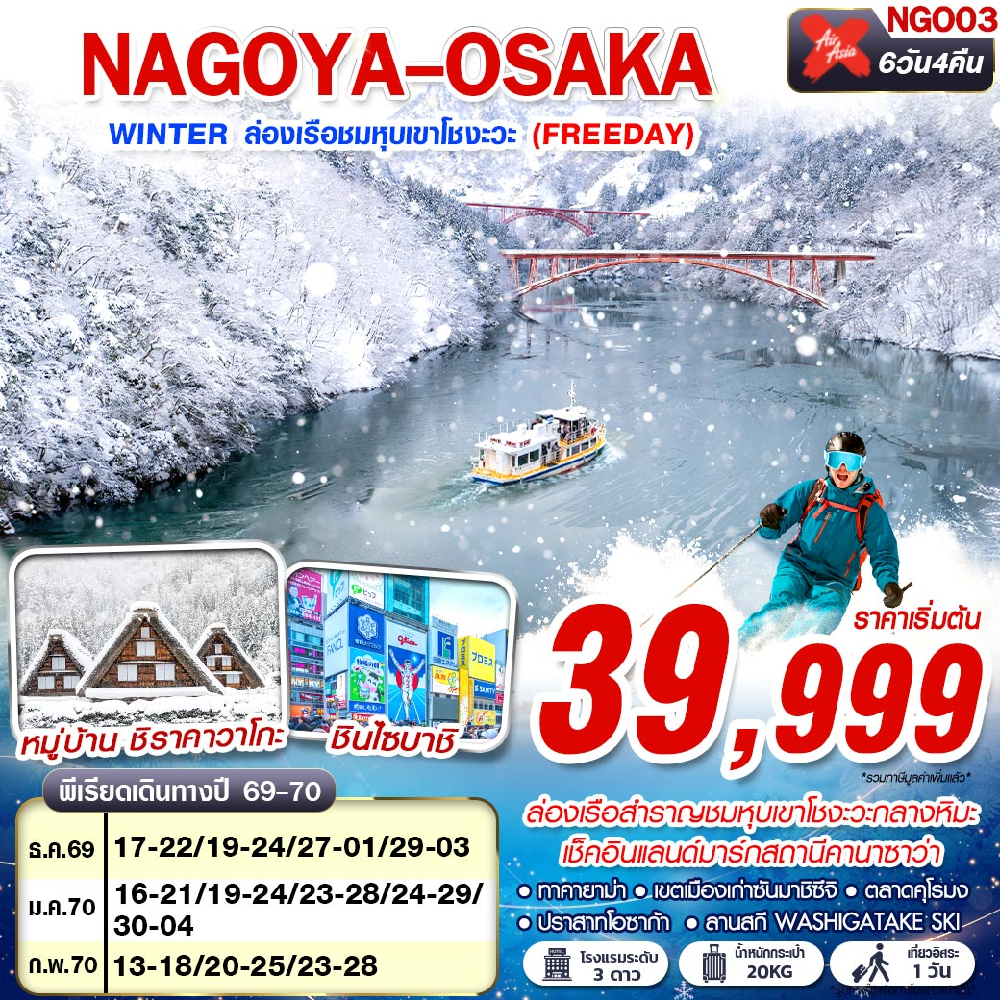 NAGOYA-OSAKA
WINTER ล่องเรือชมหุบเขาโชงะวะ (FREEDAY)
Air Asia X
NGO03
6วัน4คืน
หมู่บ้าน ชิราคาวาโกะ
Glico
FANCL
プロミス
SAMTY
ชินไซบาชิ
ราคาเริ่มต้น
39,999
*รวมภาษีมูลค่าเพิ่มแล้ว*
พีเรียดเดินทางปี 69-70
ธ.ค.69 17-22/19-24/27-01/29-03
ม.ค.70 16-21/19-24/23-28/24-29/
30-04
ก.พ.70 13-18/20-25/23-28
ล่องเรือสำราญชมหุบเขาโชงะวะกลางหิมะ
เช็คอินแลนด์มาร์กสถานีคานาซาว่า
• ทาคายาม่า • เขตเมืองเก่าซันมาชิซึจิ • ตลาดคุโรมง
• ปราสาทโอซาก้า • ลานสกี WASHIGATAKE SKI
HOTEL
โรงแรมระดับ
3 ดาว
น้ำหนักกระเป๋า
20KG
เที่ยวอิสระ
1 วัน